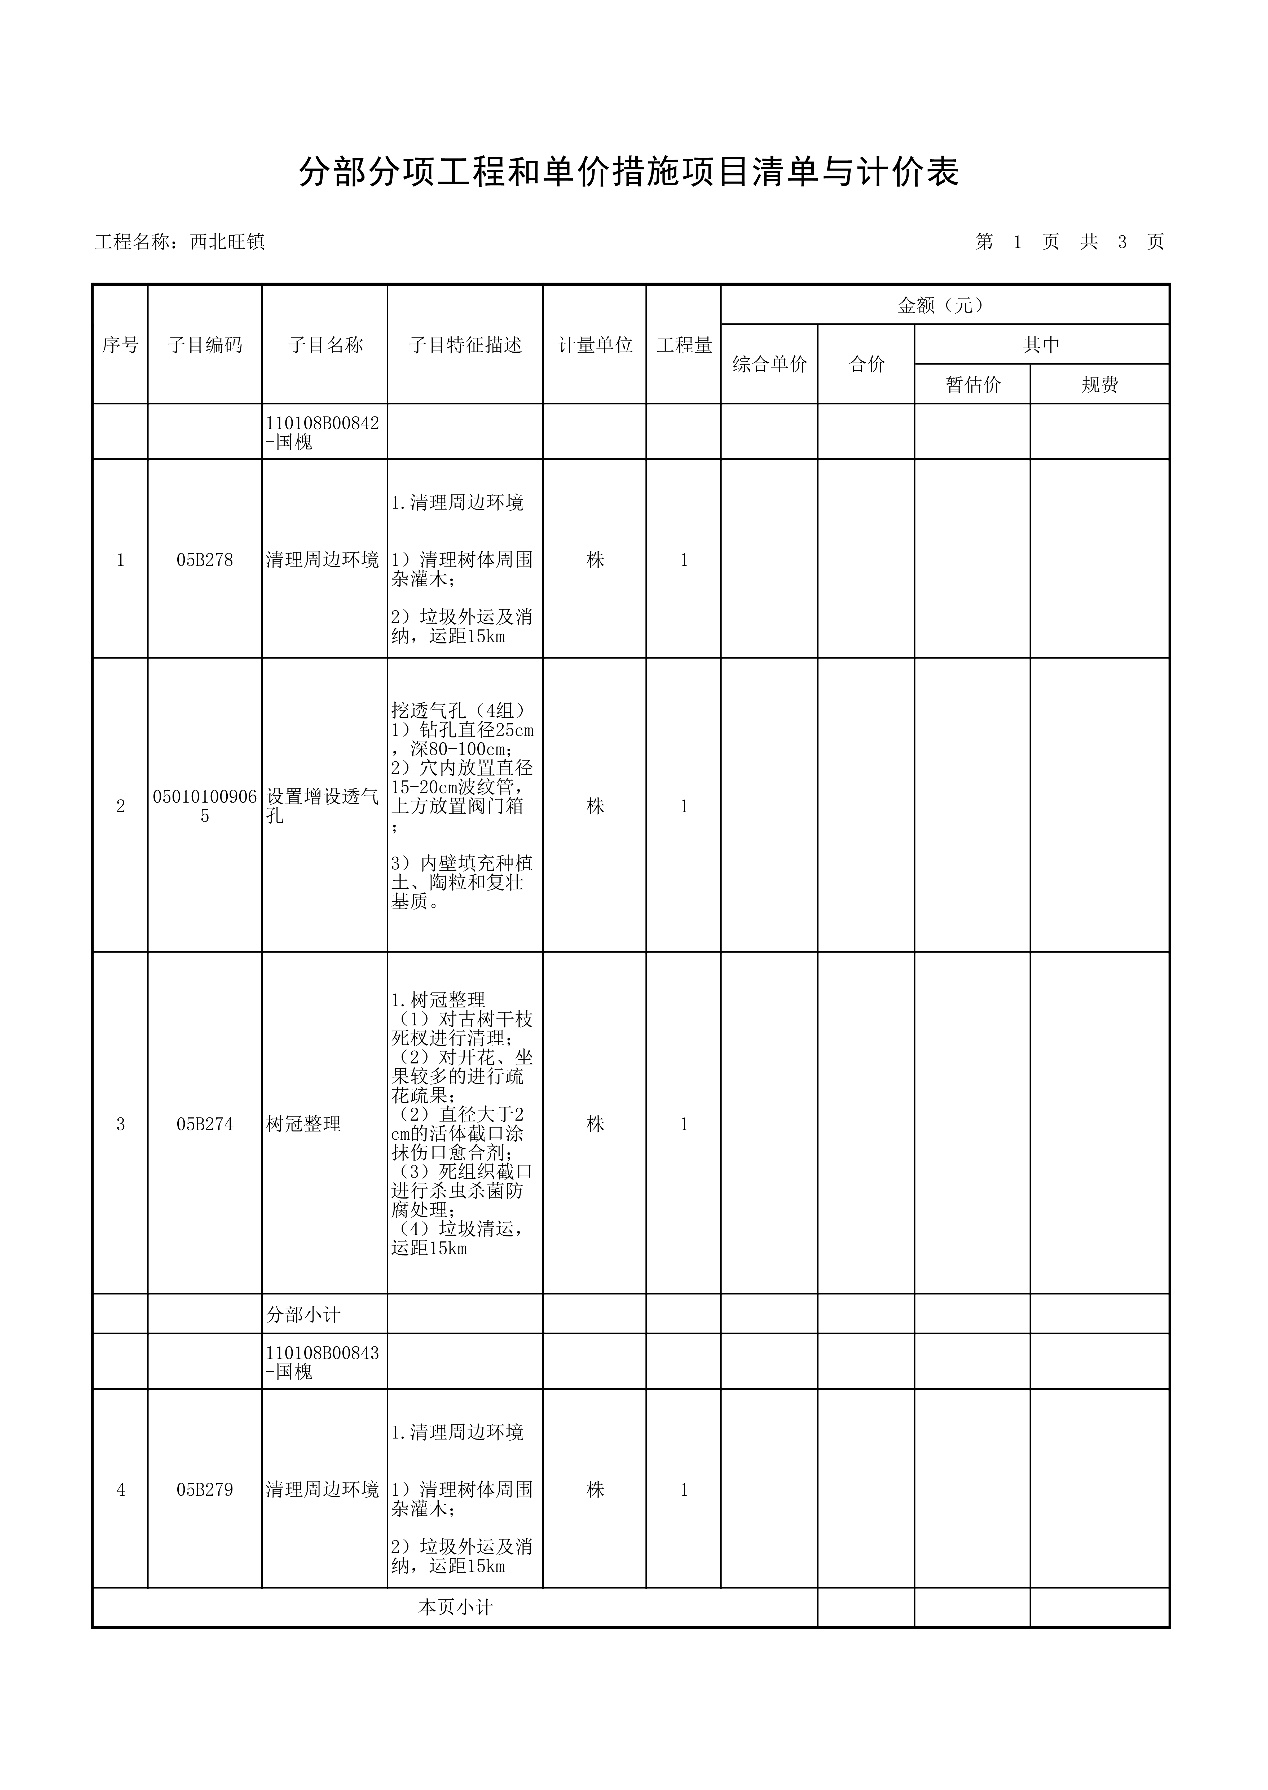 分部分项工程和单价措施项目清单与计价表
工程名称：西北旺镇
第 1 页 共 3 页
序号
子目编码
子目名称
子目特征描述
计量单位
工程量
金额（元）
综合单价
合价
其中
暂估价
规费
110108B00842
-国槐
1
05B278
清理周边环境
1.清理周边环境
1）清理树体周围
杂灌木；
2）垃圾外运及消
纳，运距15km
株
1
2
05010100906
5
设置增设透气
孔
挖透气孔（4组）
1）钻孔直径25cm
，深80-100cm；
2）穴内放置直径
15-20cm波纹管，
上方放置阀门箱
；
3）内壁填充种植
土、陶粒和复壮
基质。
株
1
3
05B274
树冠整理
1.树冠整理
（1）对古树干枝
死杈进行清理；
（2）对开花、坐
果较多的进行疏
花疏果；
（2）直径大于2
cm的活体截口涂
抹伤口愈合剂；
（3）死组织截口
进行杀虫杀菌防
腐处理；
（4）垃圾清运，
运距15km
株
1
分部小计
110108B00843
-国槐
4
05B279
清理周边环境
1.清理周边环境
1）清理树体周围
杂灌木；
2）垃圾外运及消
纳，运距15km
株
1
本页小计